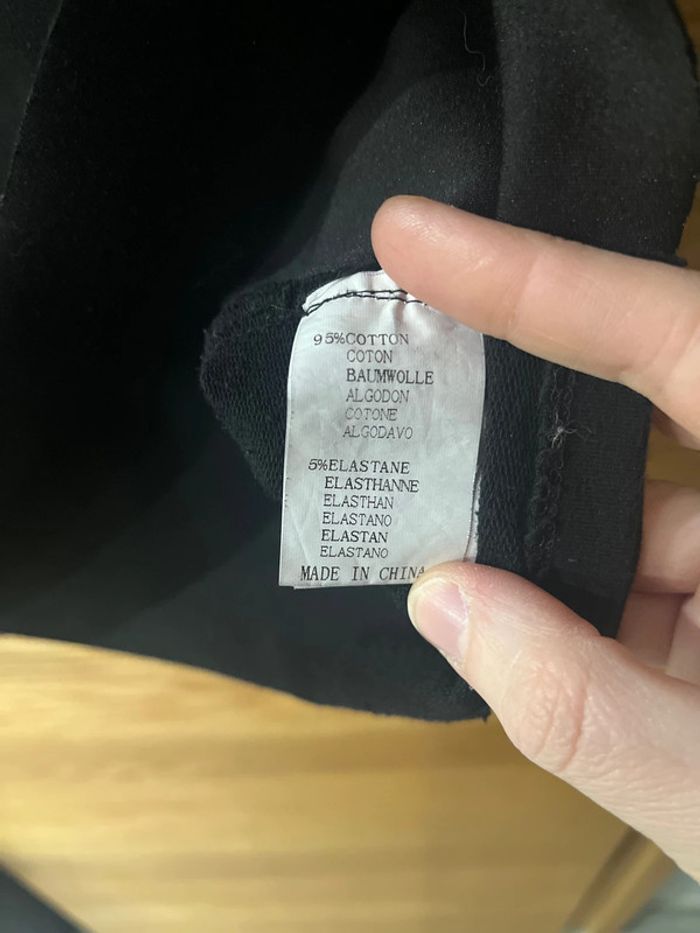 95%COTTON
COTON
BAUMWOLLE
ALGODON
COTONE
ALGODAVO
5%ELASTANE
ELASTHANNE
ELASTHAN
ELASTANO
ELASTAN
ELASTANO
MADE IN CHINA